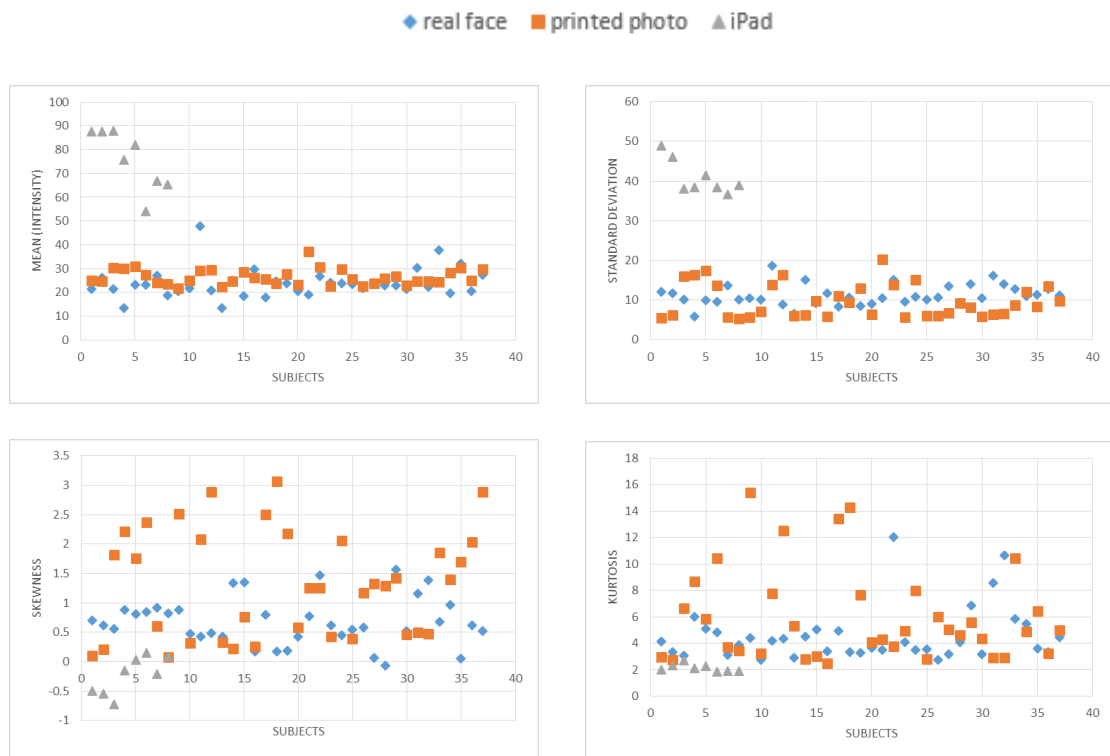 real face printed photo iPad
MEAN (INTENSITY)
100
90
80
70
60
50
40
30
20
10
0
0 5 10 15 20 25 30 35 40
SUBJECTS
STANDARD DEVIATION
60
50
40
30
20
10
0
0 5 10 15 20 25 30 35 40
SUBJECTS
SKEWNESS
3.5
3
2.5
2
1.5
1
0.5
0
-0.5
-1
0 5 10 15 20 25 30 35 40
SUBJECTS
KURTOSIS
18
16
14
12
10
8
6
4
2
0
0 5 10 15 20 25 30 35 40
SUBJECTS